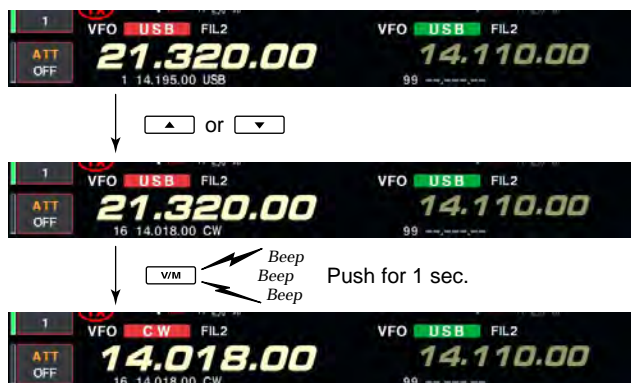 1
VFO USB FIL2 VFO USB FIL2
ATT
OFF
21.320.00 14.110.00
1 14.195.00 USB 99 --.---.--
or
1
VFO USB FIL2 VFO USB FIL2
ATT
OFF
21.320.00 14.110.00
16 14.018.00 CW 99 --.---.--
V/M
Beep
Beep
Beep
Push for 1 sec.
1
VFO CW FIL2 VFO USB FIL2
ATT
OFF
14.018.00 14.110.00
16 14.018.00 CW 99 --.---.--